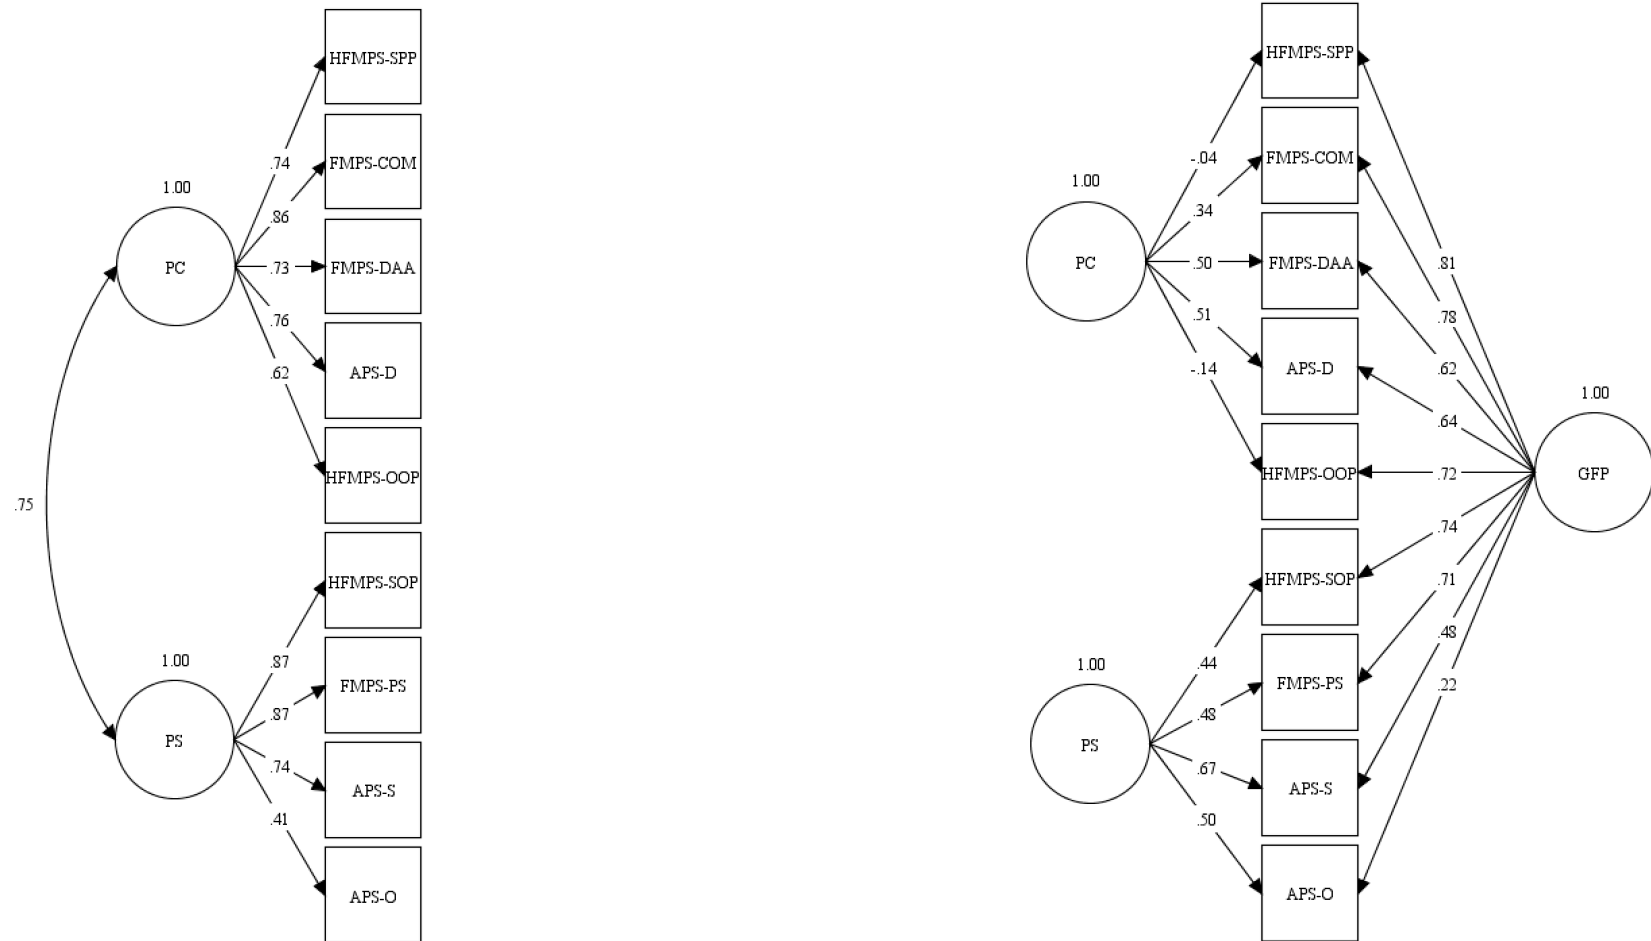 HFMPS-SPP
.74
FMPS-COM
1.00
.86
PC
.73
FMPS-DAA
.76
APS-D
.62
HFMPS-OOP
.75
HFMPS-SOP
1.00
.87
FMPS-PS
.87
PS
.74
APS-S
.41
APS-O
HFMPS-SPP
-.04
FMPS-COM
1.00
.34
PC
.50
FMPS-DAA
.81
.51
.78
APS-D
-.14
.62
1.00
.64
HFMPS-OOP
.72
GFP
.74
HFMPS-SOP
.71
.44
.48
1.00
FMPS-PS
.22
.48
PS
.67
APS-S
.50
APS-O